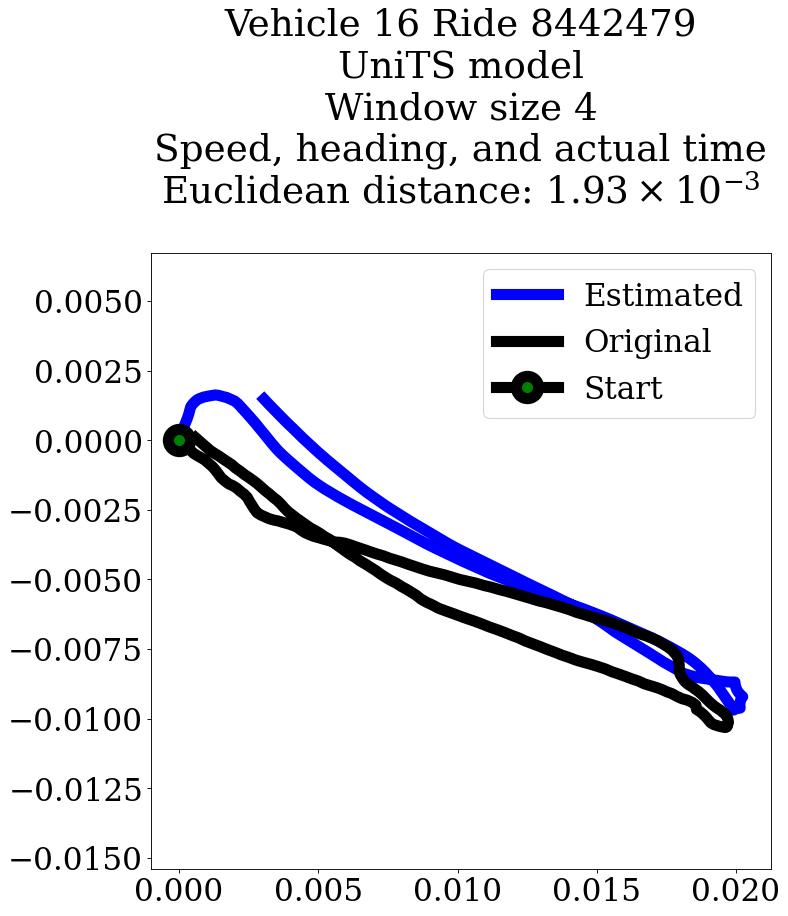 Vehicle 16 Ride 8442479
UniTS model
Window size 4
Speed, heading, and actual time
Euclidean distance: 1.93 × 10⁻³
Estimated
Original
Start
0.0050
0.0025
0.0000
−0.0025
−0.0050
−0.0075
−0.0100
−0.0125
−0.0150
0.000 0.005 0.010 0.015 0.020